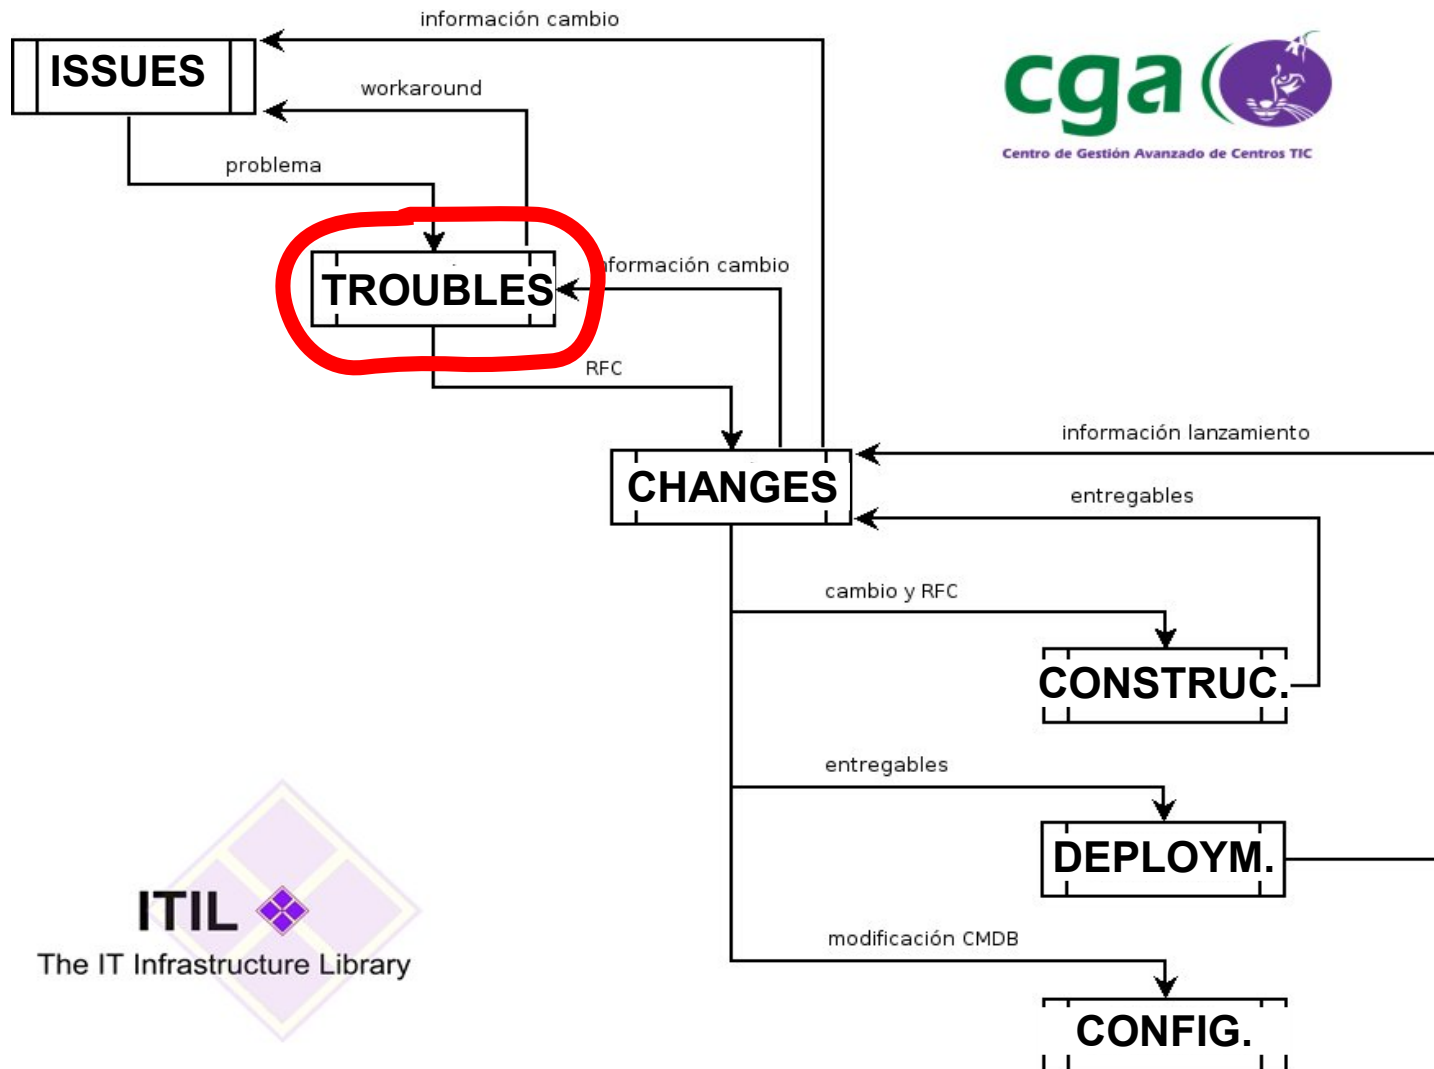 información cambio
ISSUES
workaround
problema
cga
Centro de Gestión Avanzado de Centros TIC
TROUBLES
nformación cambio
RFC
información lanzamiento
CHANGES
entregables
cambio y RFC
CONSTRUC.
entregables
DEPLOYM.
ITIL
The IT Infrastructure Library
modificación CMDB
CONFIG.